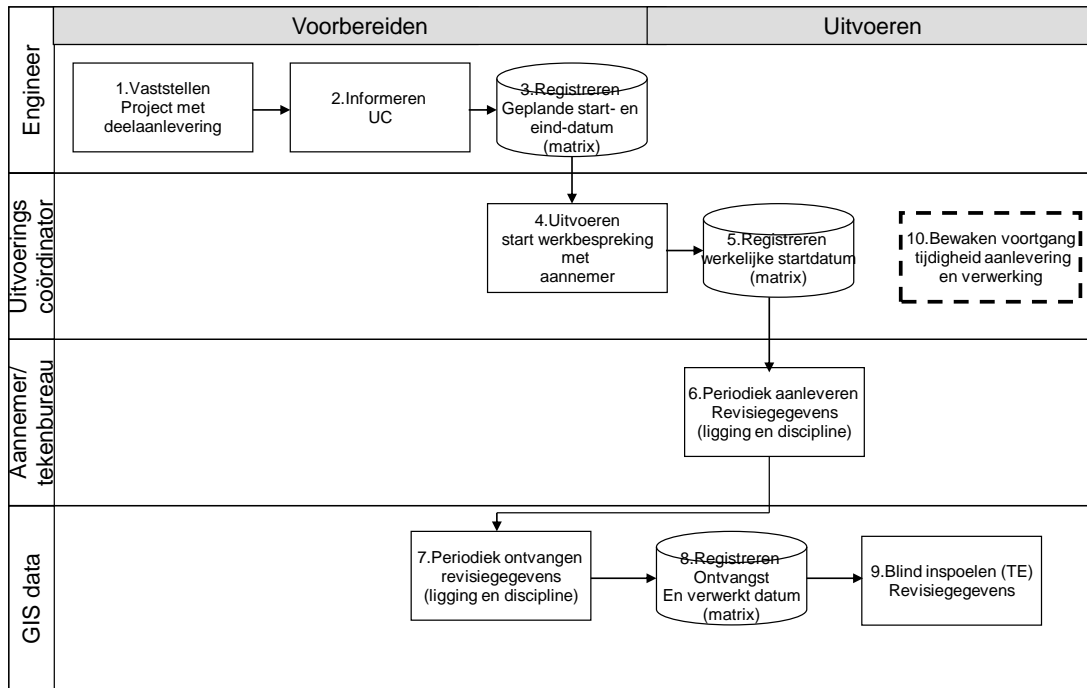 Voorbereiden
Uitvoeren
Engineer
1.Vaststellen
Project met
deelaanlevering
2.Informeren
UC
3.Registreren
Geplande start- en
eind-datum
(matrix)
Uitvoerings
coördinator
4.Uitvoeren
start werkbespreking
met
aannemer
5.Registreren
werkelijke startdatum
(matrix)
10.Bewaken voortgang
tijdigheid aanlevering
en verwerking
Aannemer/
tekenbureau
6.Periodiek aanleveren
Revisiegegevens
(ligging en discipline)
GIS data
7.Periodiek ontvangen
revisiegegevens
(ligging en discipline)
8.Registreren
Ontvangst
En verwerkt datum
(matrix)
9.Blind inspoelen (TE)
Revisiegegevens